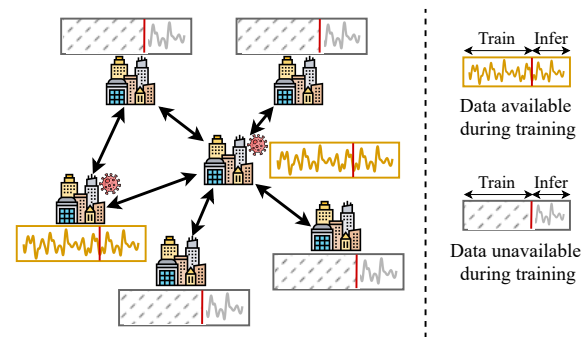 Train Infer
Data available
during training
Train Infer
Data unavailable
during training